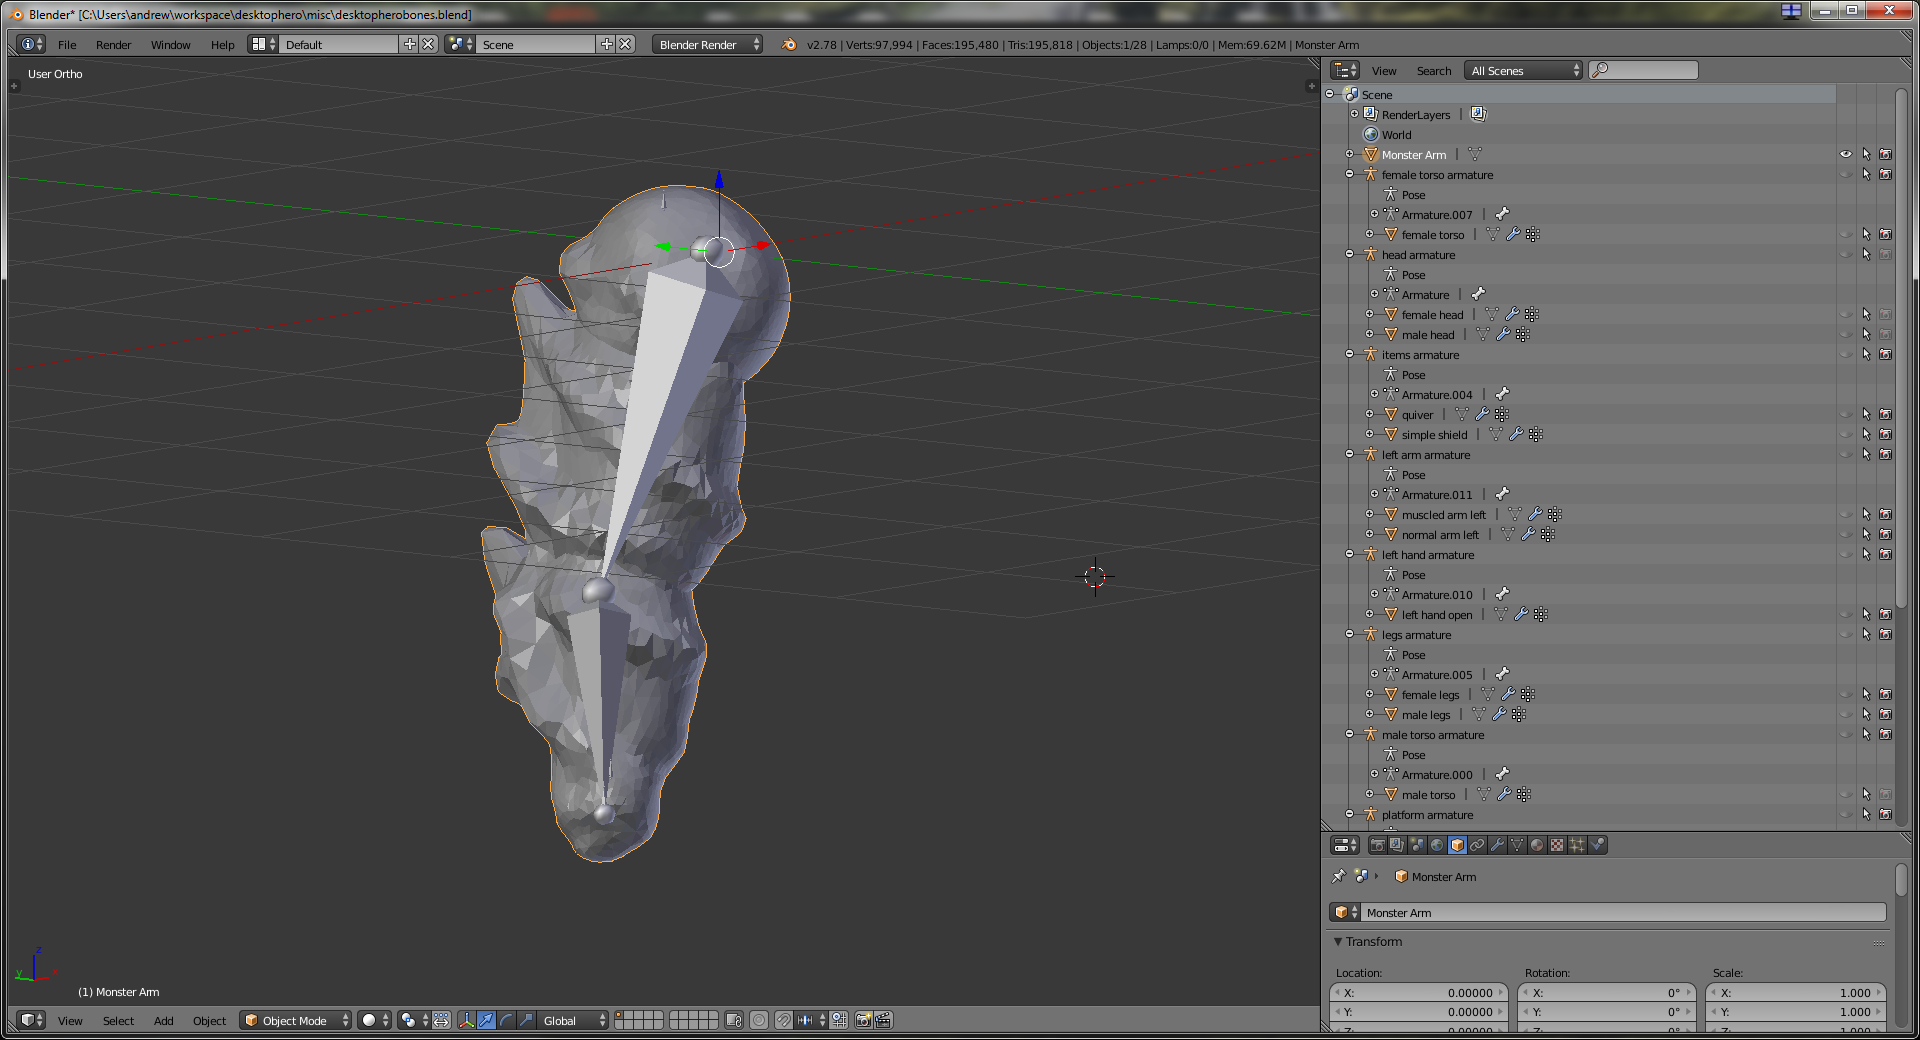 Blender* [C:\Users\andrew\workspace\desktophero\misc\desktopherobones.blend]
File Render Window Help Default Scene Blender Render v2.78 | Verts:97,994 | Faces:195,480 | Tris:195,818 | Objects:1/28 | Lamps:0/0 | Mem:69.62M | Monster Arm
User Ortho
View Search All Scenes
Scene
RenderLayers |
World
Monster Arm |
female torso armature
Pose
Armature.007 |
female torso |
head armature
Pose
Armature |
female head |
male head |
items armature
Pose
Armature.004 |
quiver |
simple shield |
left arm armature
Pose
Armature.011 |
muscled arm left |
normal arm left |
left hand armature
Pose
Armature.010 |
left hand open |
legs armature
Pose
Armature.005 |
female legs |
male legs |
male torso armature
Pose
Armature.000 |
male torso |
platform armature
Monster Arm
Monster Arm
Transform
Location: Rotation: Scale:
X: 0.00000 X: 0° X: 1.000
Y: 0.00000 Y: 0° Y: 1.000
Z: 0.00000 Z: 0° Z: 1.000
z
y x
(1) Monster Arm
View Select Add Object Object Mode Global